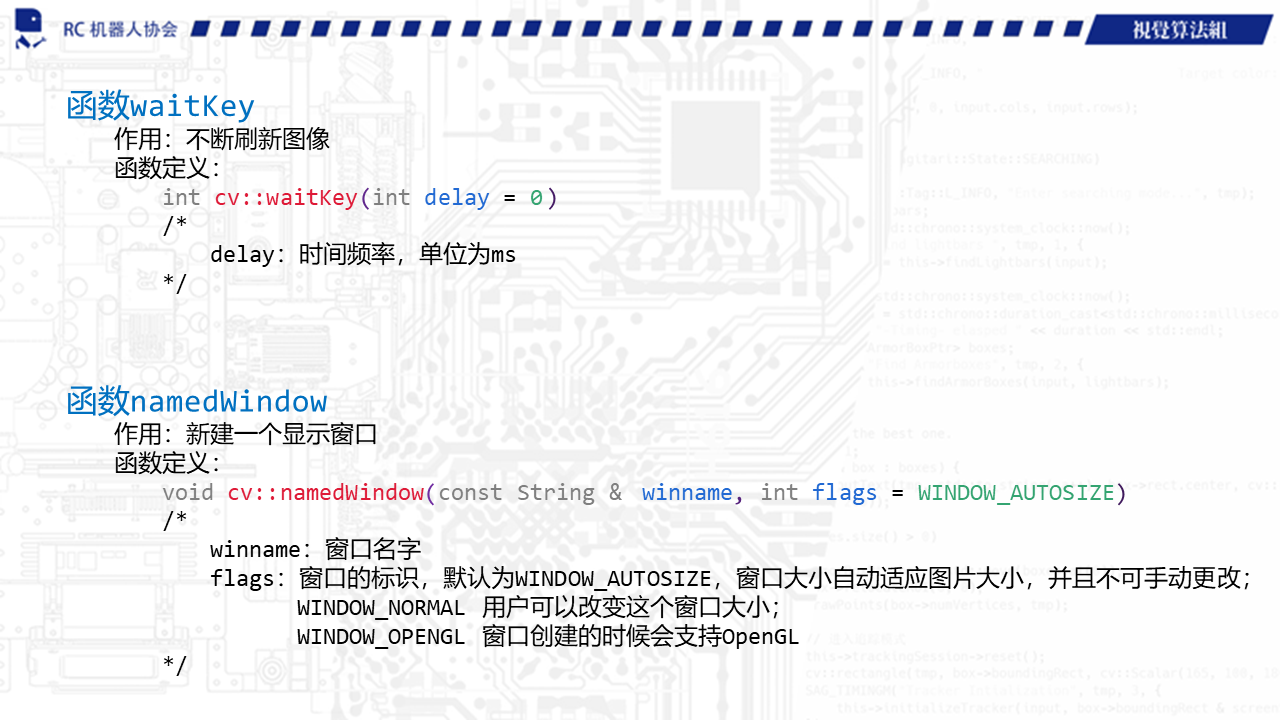 RC 机器人协会
視覺算法組
函数waitKey
作用：不断刷新图像
函数定义：
int cv::waitKey(int delay = 0)
/*
delay：时间频率，单位为ms
*/
函数namedWindow
作用：新建一个显示窗口
函数定义：
void cv::namedWindow(const String & winname, int flags = WINDOW_AUTOSIZE)
/*
winname：窗口名字
flags：窗口的标识，默认为WINDOW_AUTOSIZE，窗口大小自动适应图片大小，并且不可手动更改；
WINDOW_NORMAL 用户可以改变这个窗口大小；
WINDOW_OPENGL 窗口创建的时候会支持OpenGL
*/